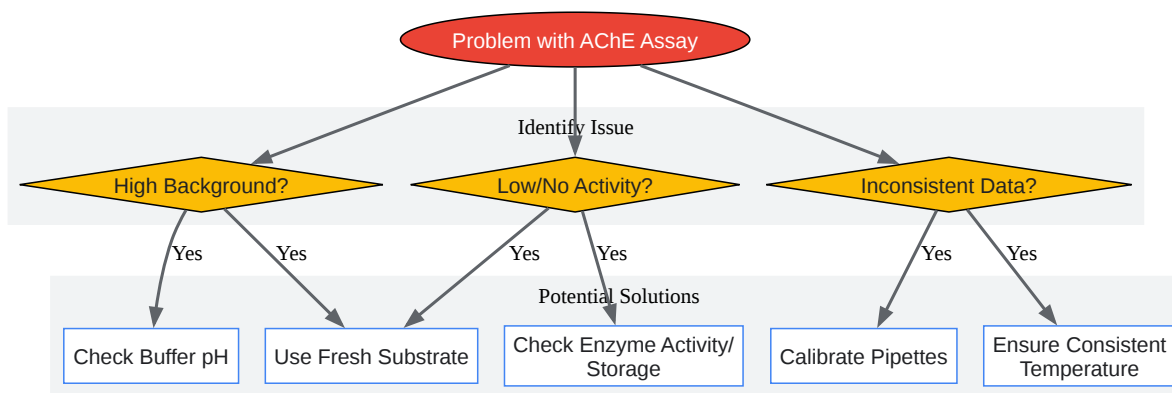 Problem with AChE Assay
Identify Issue
High Background?
Low/No Activity?
Inconsistent Data?
Yes
Yes
Yes
Yes
Yes
Yes
Potential Solutions
Check Buffer pH
Use Fresh Substrate
Check Enzyme Activity/
Storage
Calibrate Pipettes
Ensure Consistent
Temperature